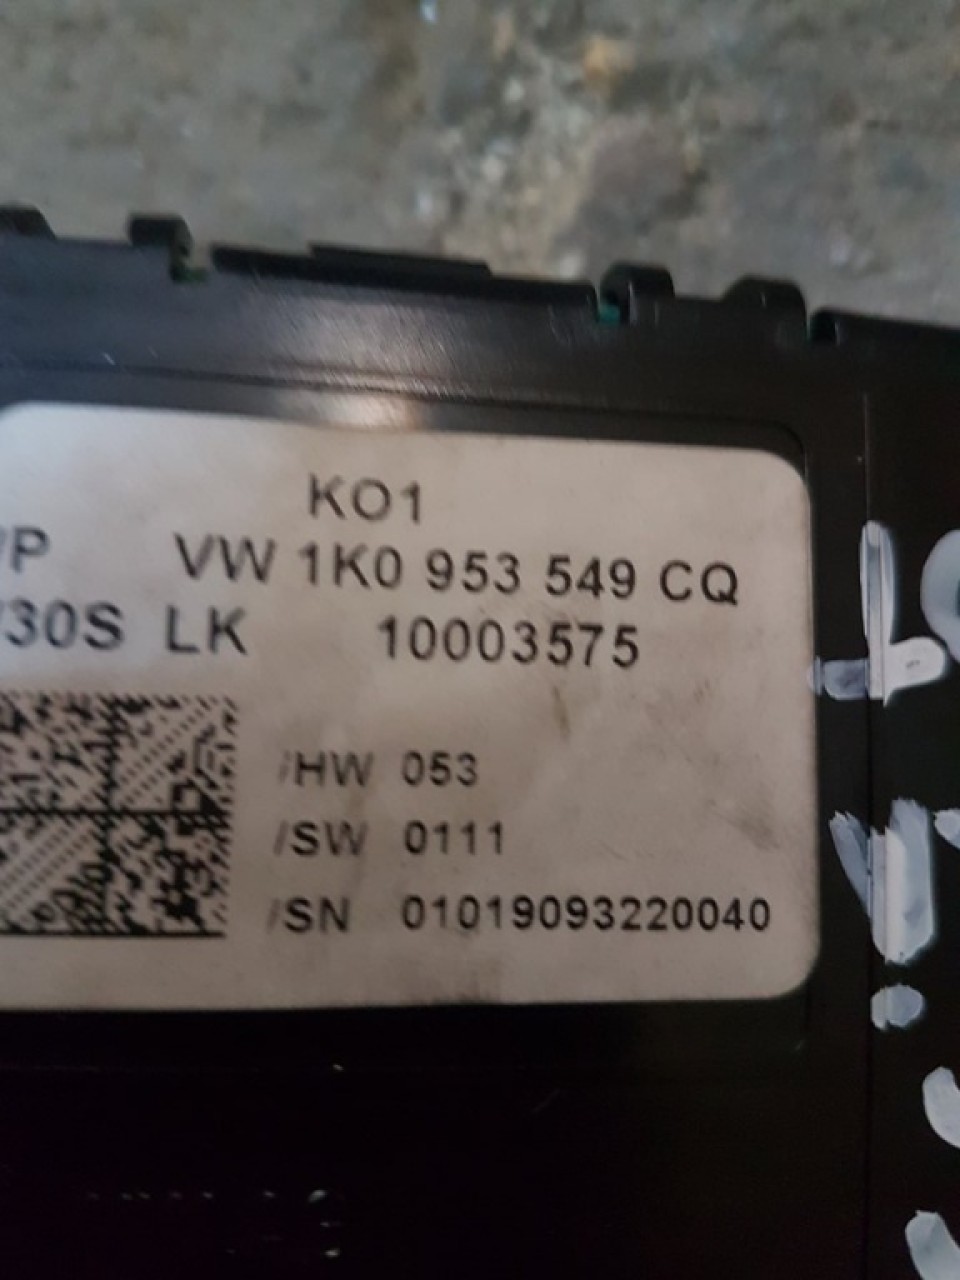 KO1
VW 1K0 953 549 CQ
30S LK 10003575
/HW 053
/SW 0111
/SN 01019093220040